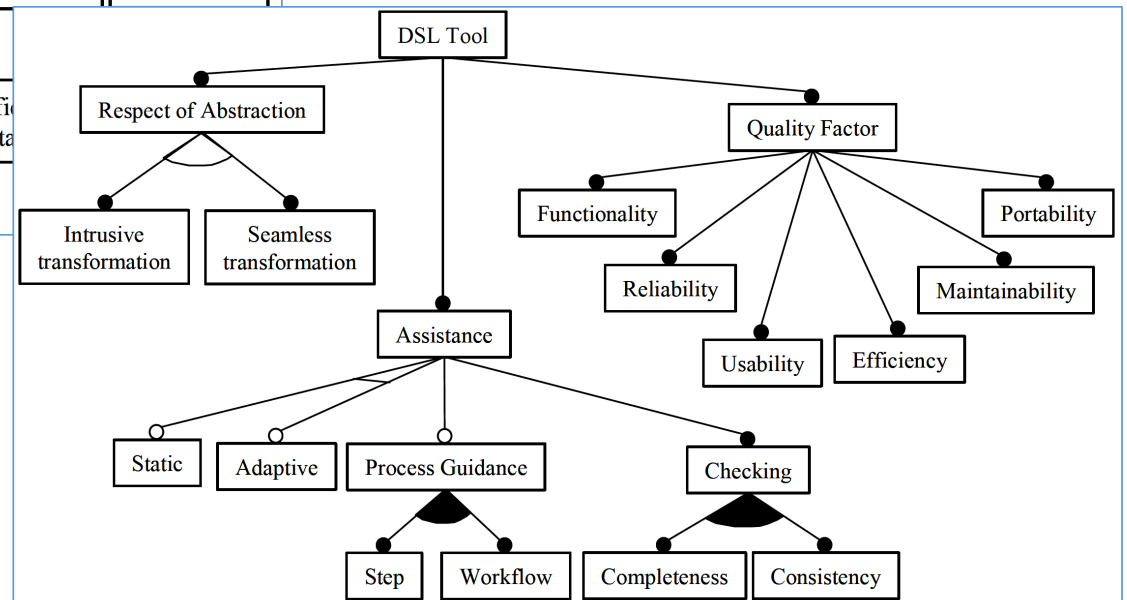 DSL Tool
Respect of Abstraction
Quality Factor
Intrusive
transformation
Seamless
transformation
Functionality
Portability
Reliability
Maintainability
Usability
Efficiency
Assistance
Static
Adaptive
Process Guidance
Checking
Step
Workflow
Completeness
Consistency